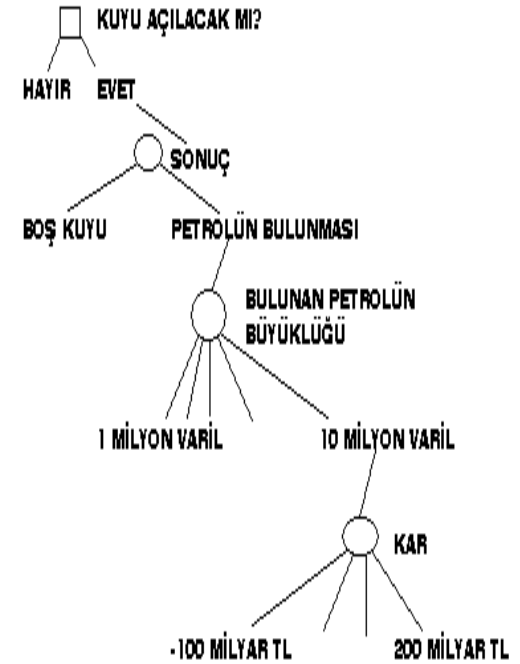 KUYU AÇILACAK MI?
HAYIR EVET
SONUÇ
BOŞ KUYU PETROLÜN BULUNMASI
BULUNAN PETROLÜN
BÜYÜKLÜĞÜ
1 MİLYON VARİL 10 MİLYON VARİL
KAR
-100 MİLYAR TL 200 MİLYAR TL